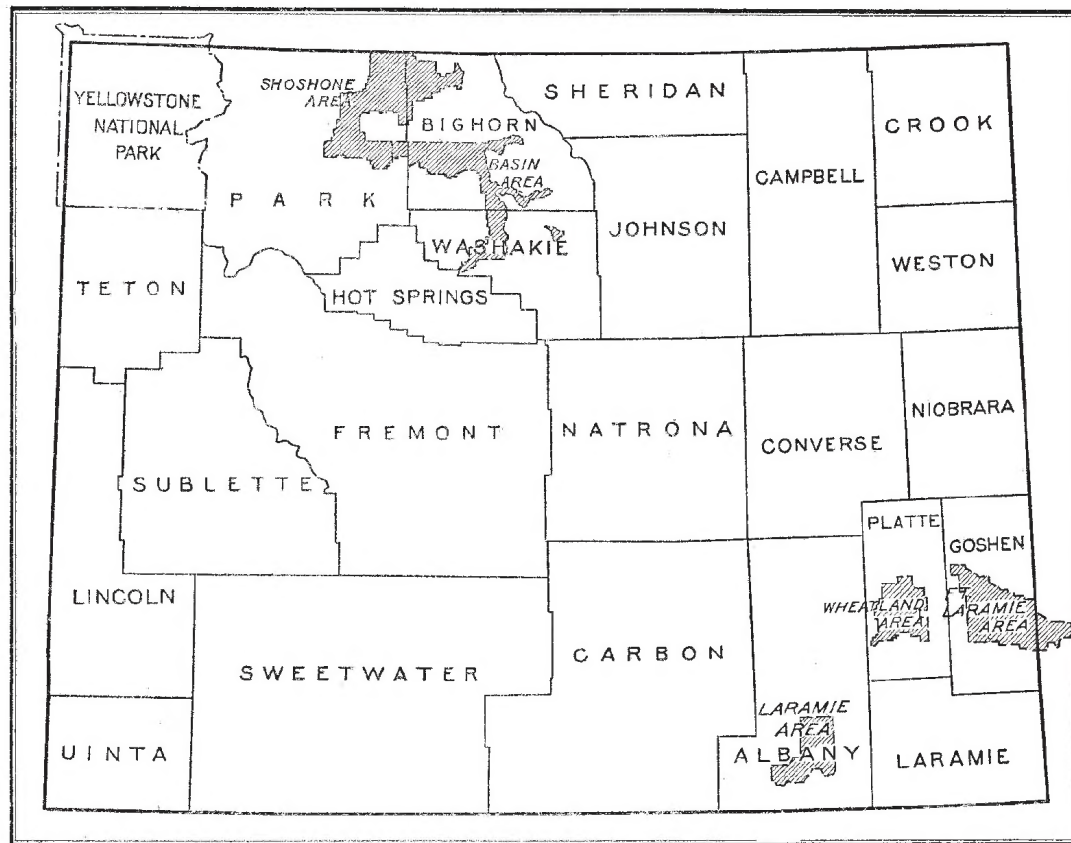 YELLOWSTONE
NATIONAL
PARK
SHOSHONE
AREA
BIGHORN
BASIN
AREA
SHERIDAN
CROOK
CAMPBELL
PARK
JOHNSON
WASHAKIE
WESTON
TETON
HOT SPRINGS
FREMONT
NATRONA
CONVERSE
NIOBRARA
SUBLETTE
PLATTE
GOSHEN
LINCOLN
WHEATLAND
AREA
LARAMIE
AREA
SWEETWATER
CARBON
LARAMIE
AREA
UINTA
ALBANY
LARAMIE